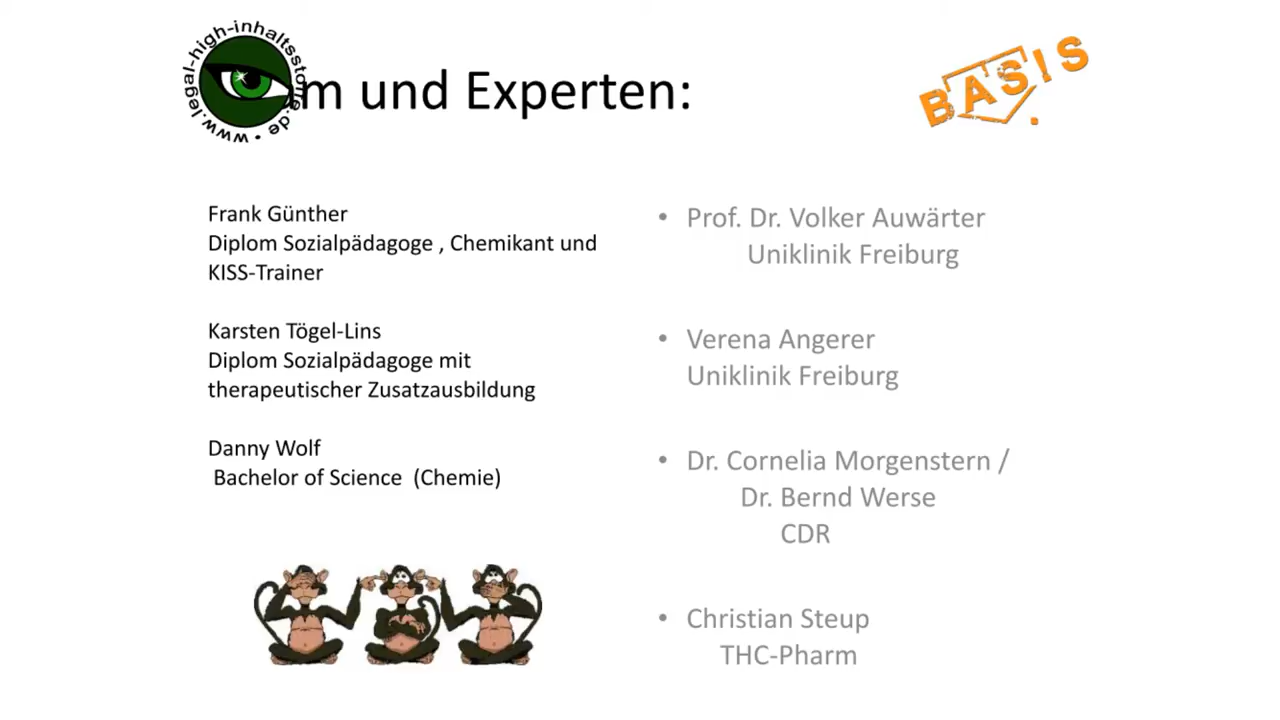 www.legal-high-inhaltsstoffe.de
am und Experten:
BASIS!
Frank Günther
Diplom Sozialpädagoge , Chemikant und
KISS-Trainer
Karsten Tögel-Lins
Diplom Sozialpädagoge mit
therapeutischer Zusatzausbildung
Danny Wolf
Bachelor of Science (Chemie)
• Prof. Dr. Volker Auwärter
Uniklinik Freiburg
• Verena Angerer
Uniklinik Freiburg
• Dr. Cornelia Morgenstern /
Dr. Bernd Werse
CDR
• Christian Steup
THC-Pharm